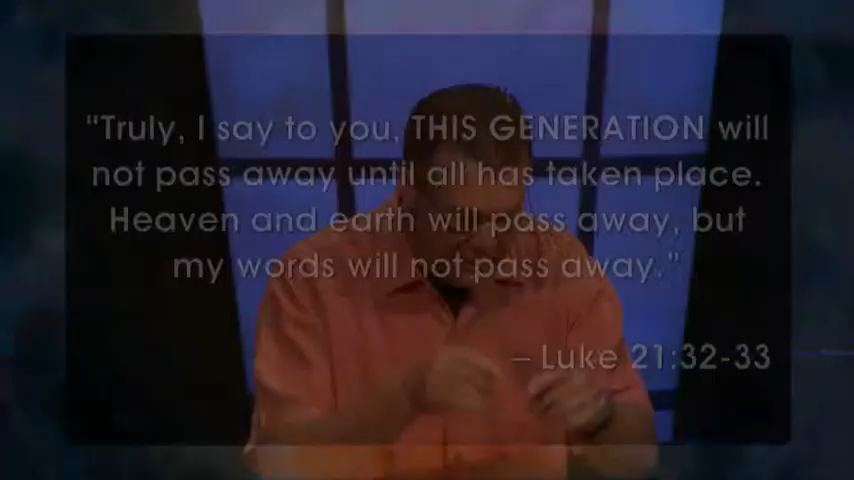 “Truly, I say to you, THIS GENERATION will
not pass away until all has taken place.
Heaven and earth will pass away, but
my words will not pass away.”
– Luke 21:32-33